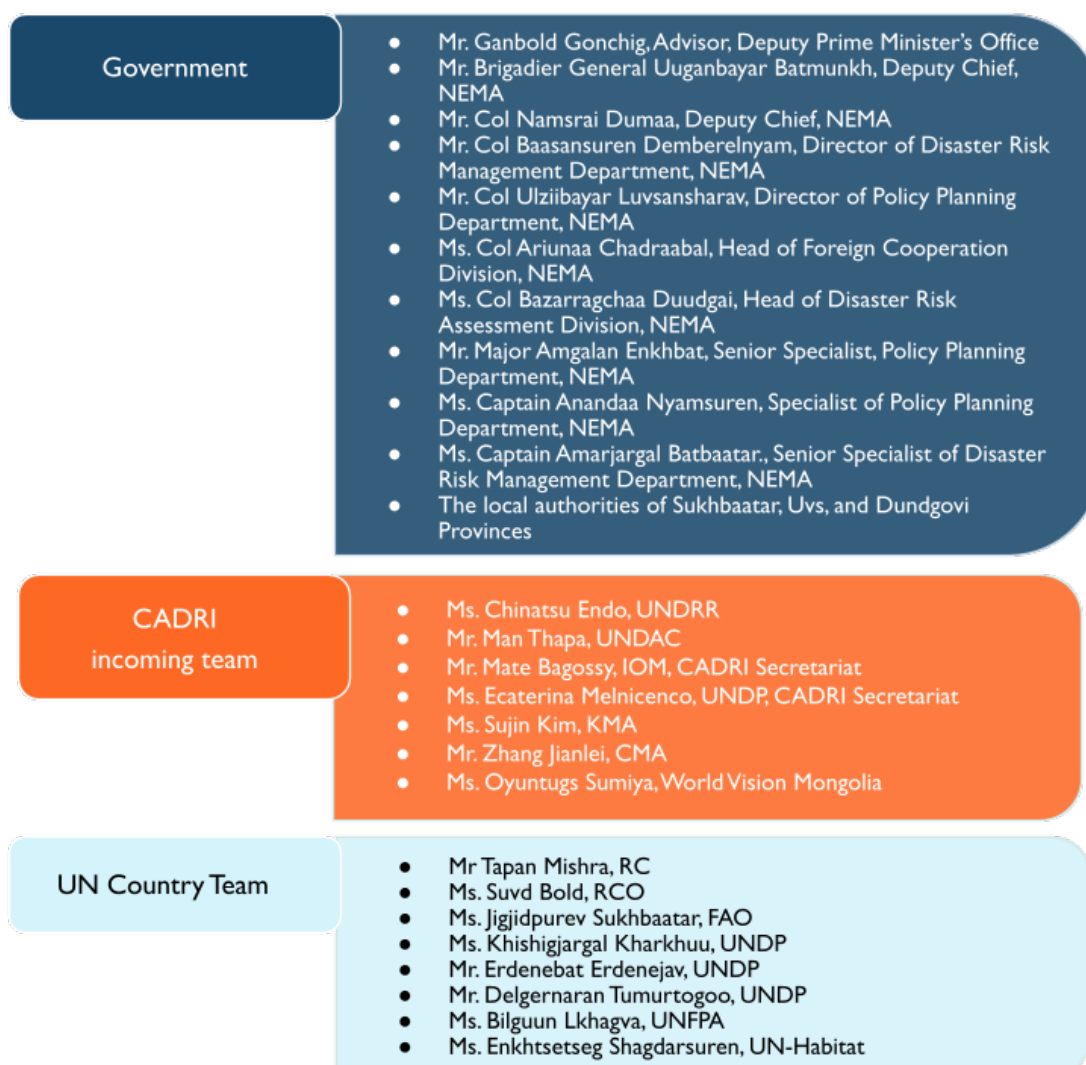 Government
● Mr. Ganbold Gonchig, Advisor, Deputy Prime Minister's Office
● Mr. Brigadier General Uuganbayar Batmunkh, Deputy Chief,
NEMA
● Mr. Col Namsrai Dumaa, Deputy Chief, NEMA
● Mr. Col Baasansuren Demberelnyam, Director of Disaster Risk
Management Department, NEMA
● Mr. Col Ulziibayar Luvsansharav, Director of Policy Planning
Department, NEMA
● Ms. Col Ariunaa Chadraabal, Head of Foreign Cooperation
Division, NEMA
● Ms. Col Bazarragchaa Duudgai, Head of Disaster Risk
Assessment Division, NEMA
● Mr. Major Amgalan Enkhbat, Senior Specialist, Policy Planning
Department, NEMA
● Ms. Captain Anandaa Nyamsuren, Specialist of Policy Planning
Department, NEMA
● Ms. Captain Amarjargal Batbaatar., Senior Specialist of Disaster
Risk Management Department, NEMA
● The local authorities of Sukhbaatar, Uvs, and Dundgovi
Provinces
CADRI
incoming team
● Ms. Chinatsu Endo, UNDRR
● Mr. Man Thapa, UNDAC
● Mr. Mate Bagossy, IOM, CADRI Secretariat
● Ms. Ecaterina Melnicenco, UNDP, CADRI Secretariat
● Ms. Sujin Kim, KMA
● Mr. Zhang Jianlei, CMA
● Ms. Oyuntugs Sumiya, World Vision Mongolia
UN Country Team
● Mr Tapan Mishra, RC
● Ms. Suvd Bold, RCO
● Ms. Jigjidpurev Sukhbaatar, FAO
● Ms. Khishigjargal Kharkhuu, UNDP
● Mr. Erdenebat Erdenejav, UNDP
● Mr. Delgernaran Tumurtogoo, UNDP
● Ms. Bilguun Lkhagva, UNFPA
● Ms. Enkhtsetseg Shagdarsuren, UN-Habitat